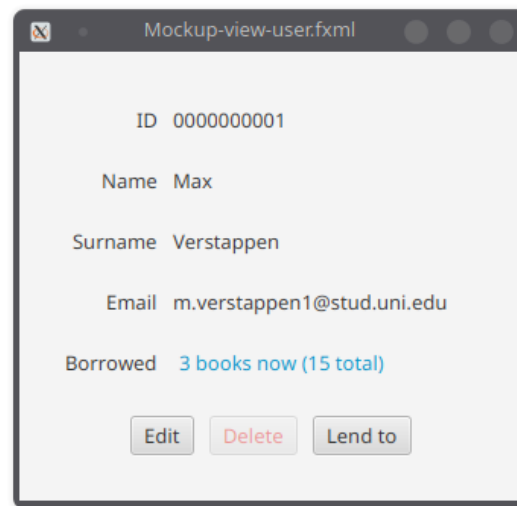 Mockup-view-user.fxml
ID 0000000001
Name Max
Surname Verstappen
Email m.verstappen1@stud.uni.edu
Borrowed 3 books now (15 total)
Edit Delete Lend to